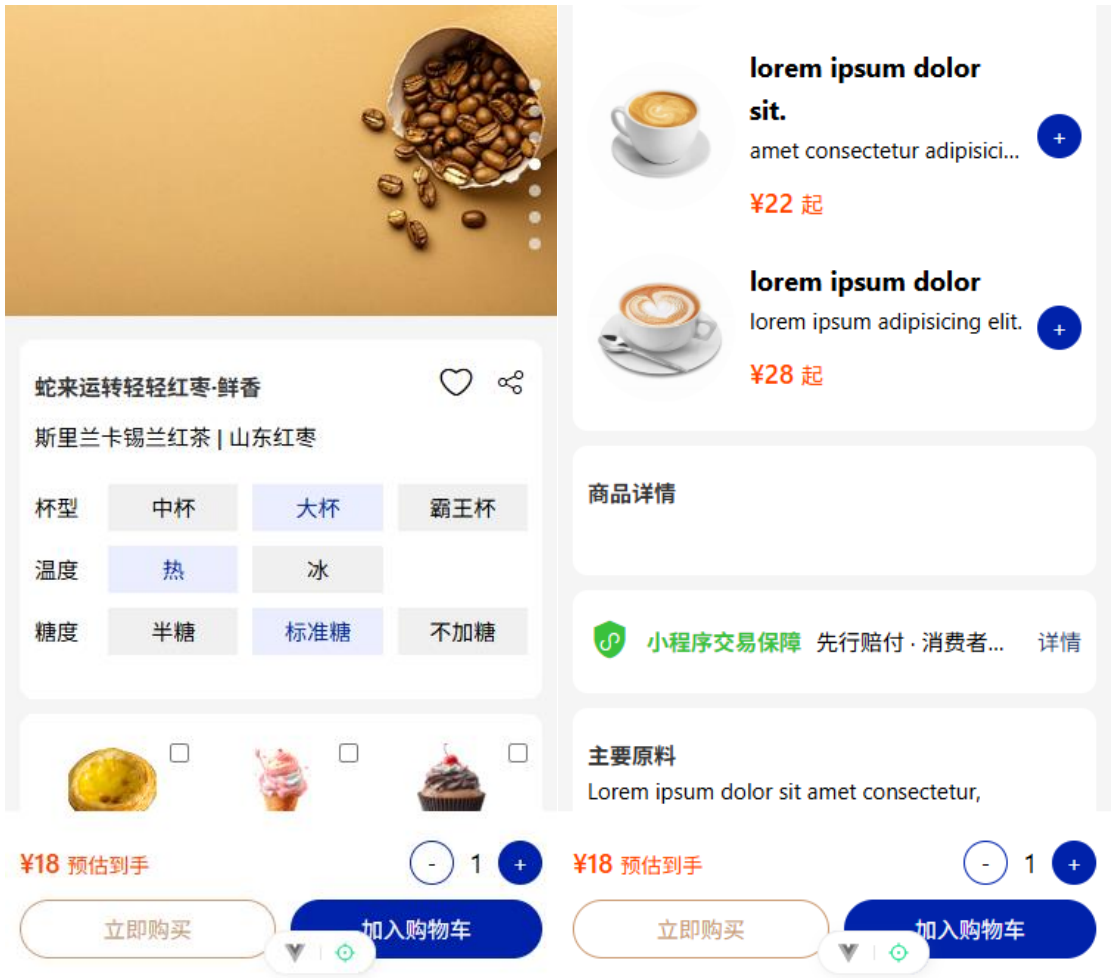 蛇来运转轻轻红枣·鲜香
斯里兰卡锡兰红茶 | 山东红枣
杯型 中杯 大杯 霸王杯
温度 热 冰
糖度 半糖 标准糖 不加糖
¥18 预估到手 - 1 +
立即购买 加入购物车
lorem ipsum dolor
sit.
amet consectetur adipisici...
+
¥22 起
lorem ipsum dolor
lorem ipsum adipisicing elit.
+
¥28 起
商品详情
小程序交易保障 先行赔付 · 消费者... 详情
主要原料
Lorem ipsum dolor sit amet consectetur,
¥18 预估到手 - 1 +
立即购买 加入购物车